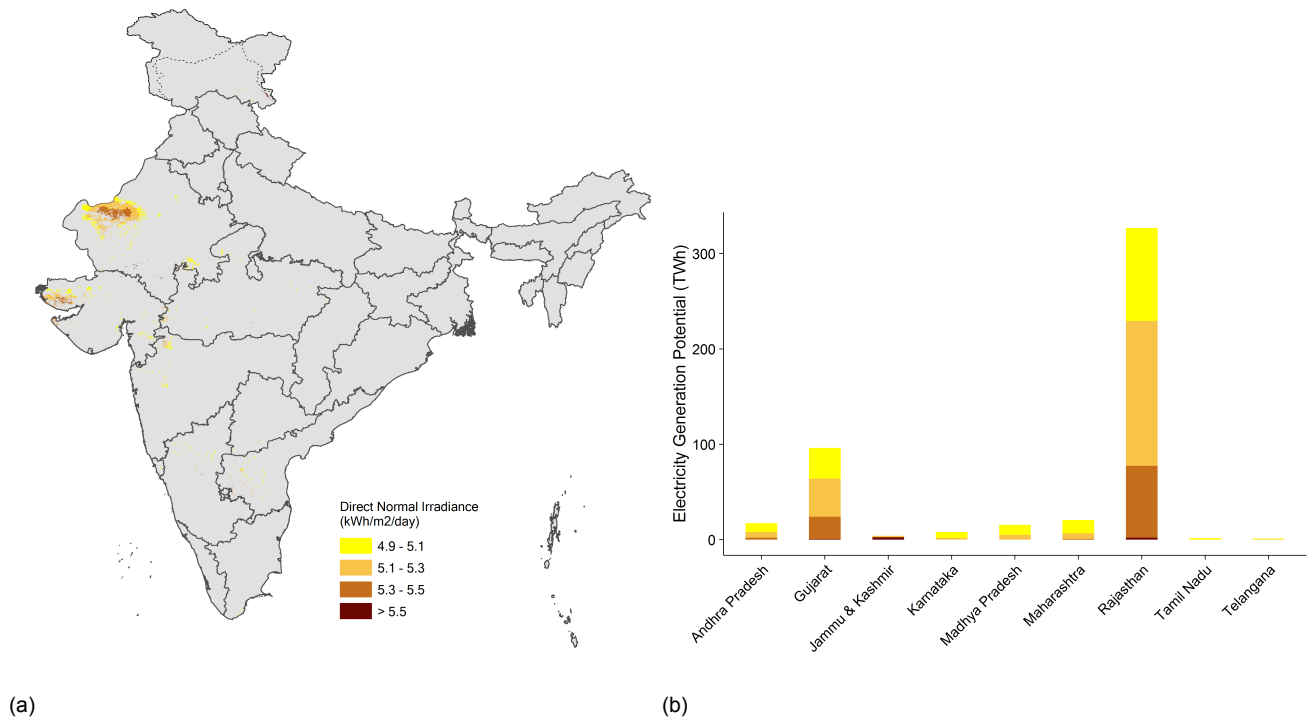 Direct Normal Irradiance
(kWh/m2/day)
4.9 - 5.1
5.1 - 5.3
5.3 - 5.5
> 5.5
(a)
Electricity Generation Potential (TWh)
300
200
100
0
Andhra Pradesh
Gujarat
Jammu & Kashmir
Karnataka
Madhya Pradesh
Maharashtra
Rajasthan
Tamil Nadu
Telangana
(b)